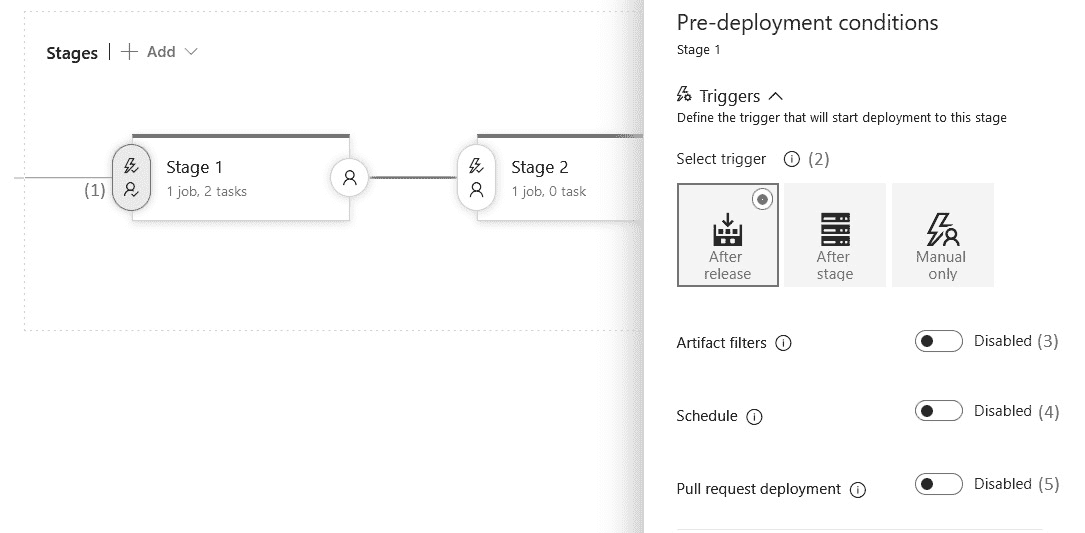 Stages | + Add
(1)
Stage 1
1 job, 2 tasks
Stage 2
1 job, 0 task
Pre-deployment conditions
Stage 1
Triggers
Define the trigger that will start deployment to this stage
Select trigger (2)
After
release
After
stage
Manual
only
Artifact filters
Disabled (3)
Schedule
Disabled (4)
Pull request deployment
Disabled (5)